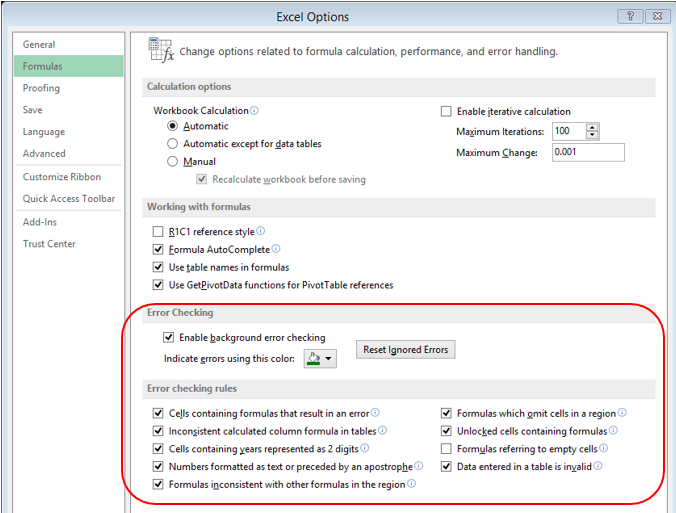 Excel Options
?
General
Formulas
Proofing
Save
Language
Advanced
Customize Ribbon
Quick Access Toolbar
Add-Ins
Trust Center
fx
Change options related to formula calculation, performance, and error handling.
Calculation options
Workbook Calculation
Automatic
Automatic except for data tables
Manual
Recalculate workbook before saving
Enable iterative calculation
Maximum Iterations: 100
Maximum Change: 0.001
Working with formulas
R1C1 reference style
Formula AutoComplete
Use table names in formulas
Use GetPivotData functions for PivotTable references
Error Checking
Enable background error checking
Indicate errors using this color:
Reset Ignored Errors
Error checking rules
Cells containing formulas that result in an error
Inconsistent calculated column formula in tables
Cells containing years represented as 2 digits
Numbers formatted as text or preceded by an apostrophe
Formulas inconsistent with other formulas in the region
Formulas which omit cells in a region
Unlocked cells containing formulas
Formulas referring to empty cells
Data entered in a table is invalid